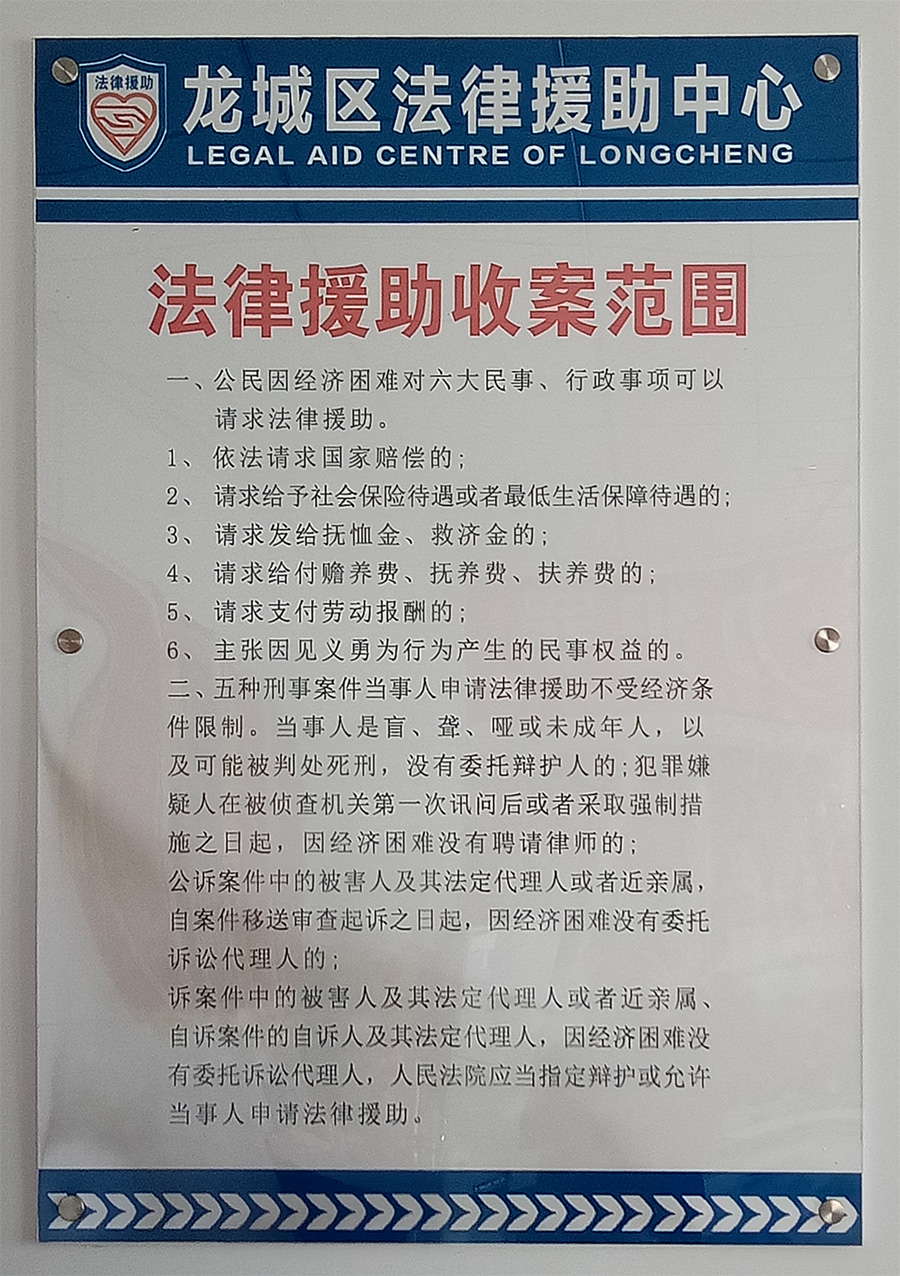 法律援助
龙城区法律援助中心
LEGAL AID CENTRE OF LONGCHENG
法律援助收案范围
一、公民因经济困难对六大民事、行政事项可以
请求法律援助。
1、依法请求国家赔偿的;
2、请求给予社会保险待遇或者最低生活保障待遇的;
3、请求发给抚恤金、救济金的;
4、请求给付赡养费、抚养费、扶养费的;
5、请求支付劳动报酬的;
6、主张因见义勇为行为产生的民事权益的。
二、五种刑事案件当事人申请法律援助不受经济条
件限制。当事人是盲、聋、哑或未成年人，以
及可能被判处死刑，没有委托辩护人的;犯罪嫌
疑人在被侦查机关第一次讯问后或者采取强制措
施之日起，因经济困难没有聘请律师的;
公诉案件中的被害人及其法定代理人或者近亲属，
自案件移送审查起诉之日起，因经济困难没有委托
诉讼代理人的;
诉案件中的被害人及其法定代理人或者近亲属、
自诉案件的自诉人及其法定代理人，因经济困难没
有委托诉讼代理人，人民法院应当指定辩护或允许
当事人申请法律援助。